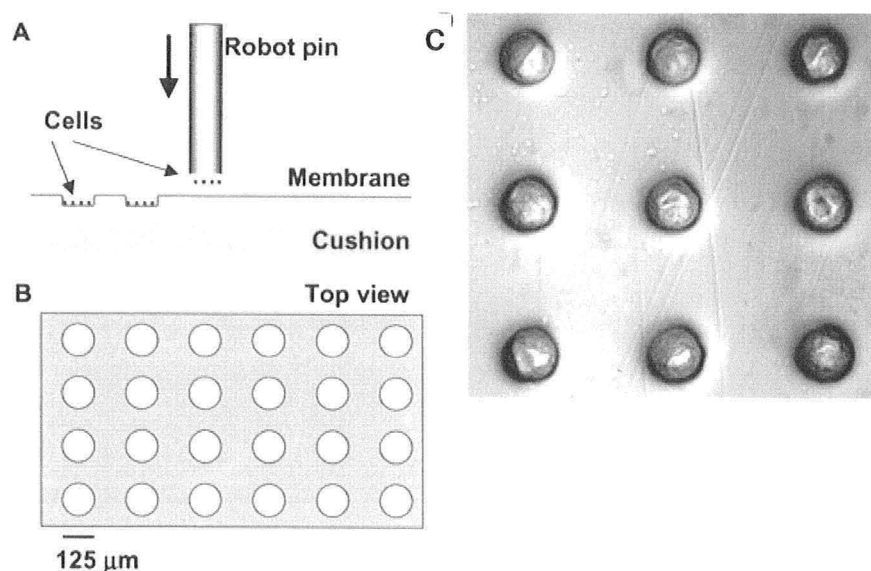 A
Robot pin
Cells
Membrane
Cushion
B
Top view
125 μm
C